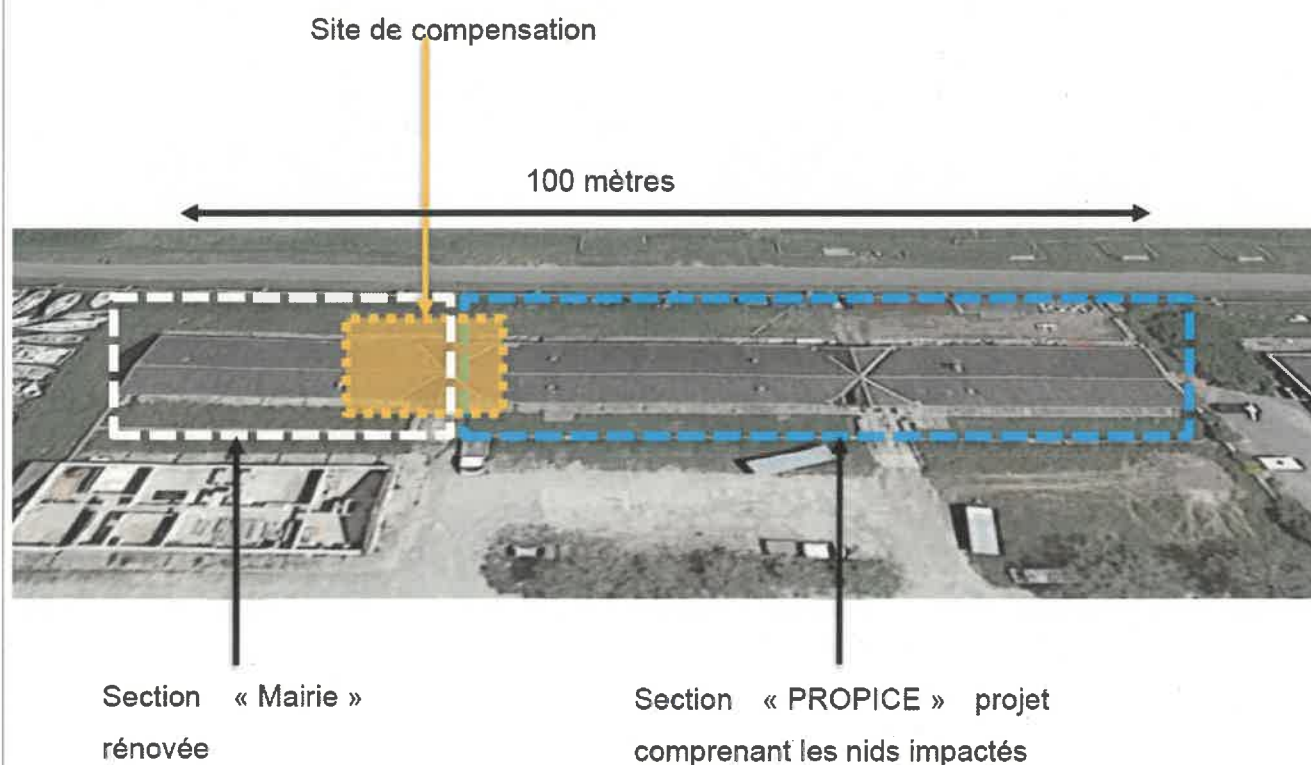 Site de compensation
100 mètres
Section « Mairie »
rénovée
Section « PROPICE » projet
comprenant les nids impactés